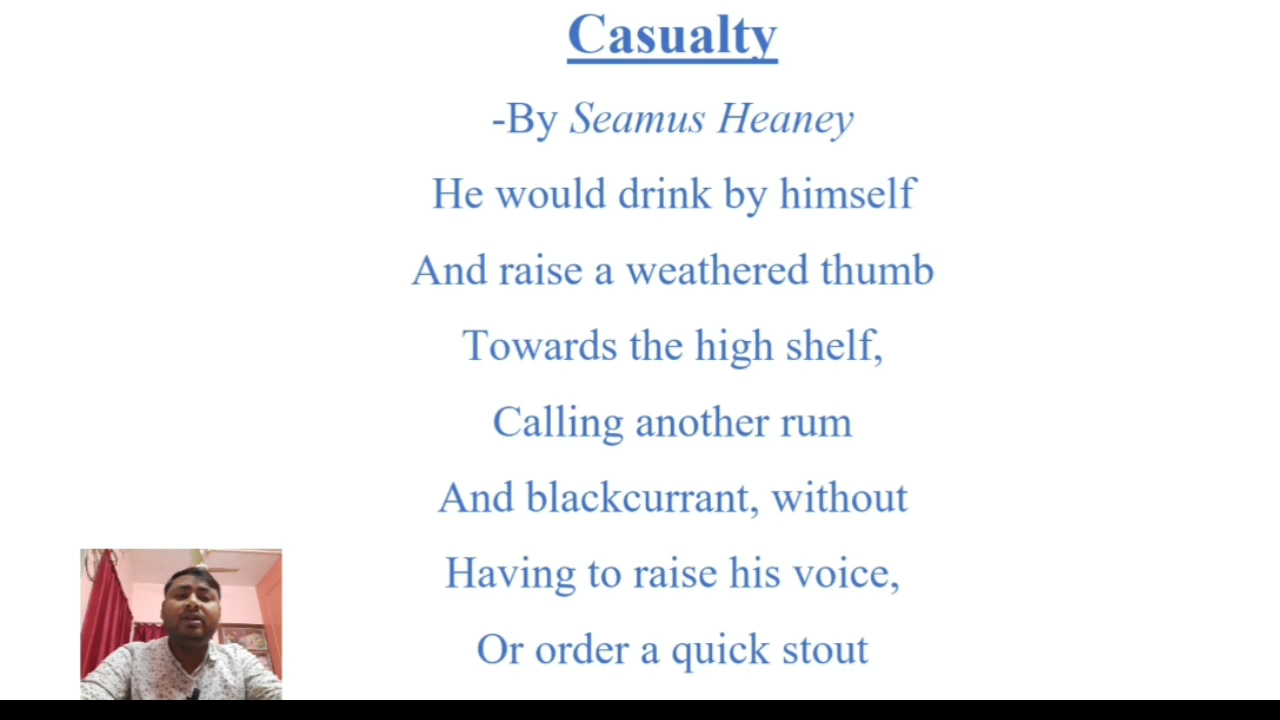 Casualty
-By Seamus Heaney
He would drink by himself
And raise a weathered thumb
Towards the high shelf,
Calling another rum
And blackcurrant, without
Having to raise his voice,
Or order a quick stout